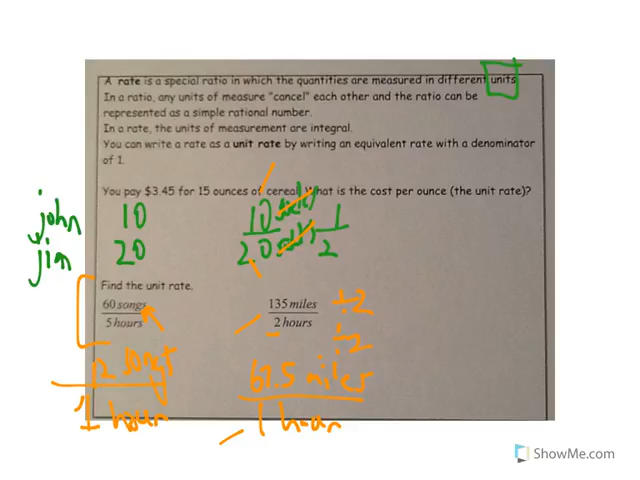 A rate is a special ratio in which the quantities are measured in different units.
In a ratio, any units of measure "cancel" each other and the ratio can be
represented as a simple rational number.
In a rate, the units of measurement are integral.
You can write a rate as a unit rate by writing an equivalent rate with a denominator
of 1.
You pay $3.45 for 15 ounces of cereal. What is the cost per ounce (the unit rate)?
john 10 10 1
jim 20 20 2
Find the unit rate.
60 songs 135 miles ÷2
5 hours 2 hours ÷2
12 songs 67.5 miles
1 hour 1 hour
ShowMe.com